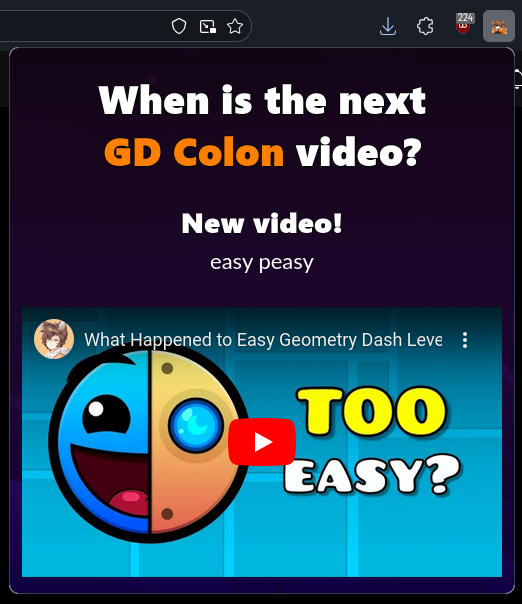 224
When is the next
GD Colon video?
New video!
easy peasy
What Happened to Easy Geometry Dash Leve
TOO
EASY?